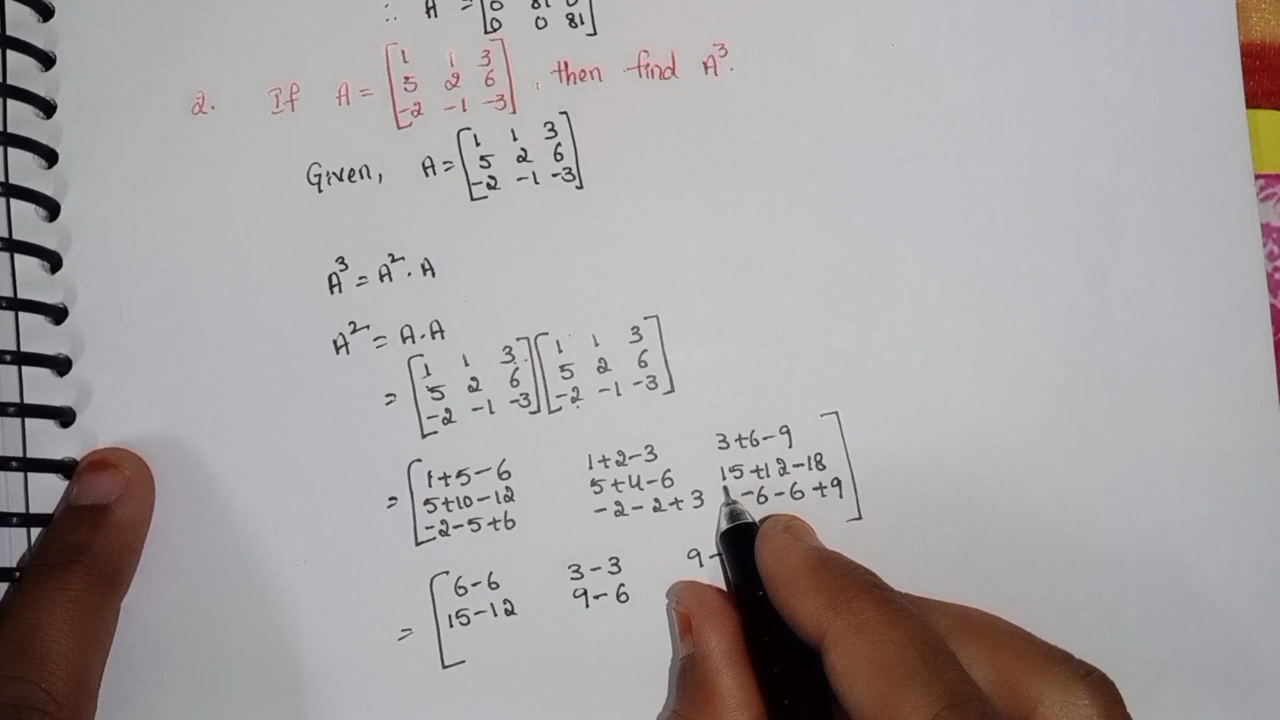 ∴ A = [0 81 0
0 0 81]
2. If A = [1 1 3
5 2 6
-2 -1 -3], then find A³.
Given, A = [1 1 3
5 2 6
-2 -1 -3]
A³ = A² . A
A² = A.A
= [1 1 3 5 2 6 -2 -1 -3] [1 1 3 5 2 6 -2 -1 -3]
= [1+5-6 1+2-3 3+6-9
5+10-12 5+4-6 15+12-18
-2-5+6 -2-2+3 -6-6+9]
= [6-6 3-3 9-
15-12 9-6